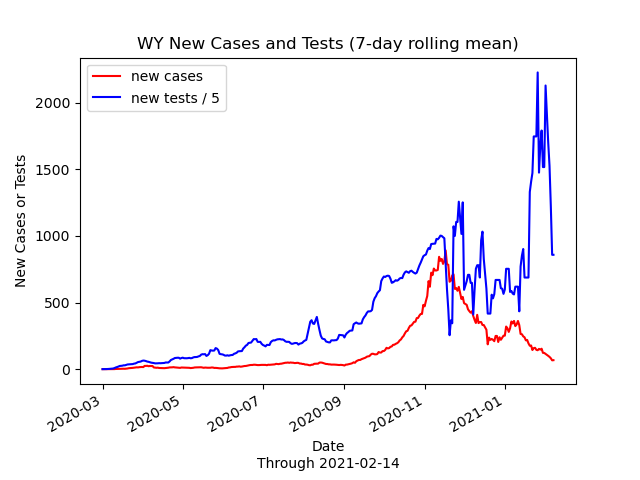 WY New Cases and Tests (7-day rolling mean)
new cases
new tests / 5
New Cases or Tests
2000
1500
1000
500
0
2020-03
2020-05
2020-07
2020-09
2020-11
2021-01
Date
Through 2021-02-14